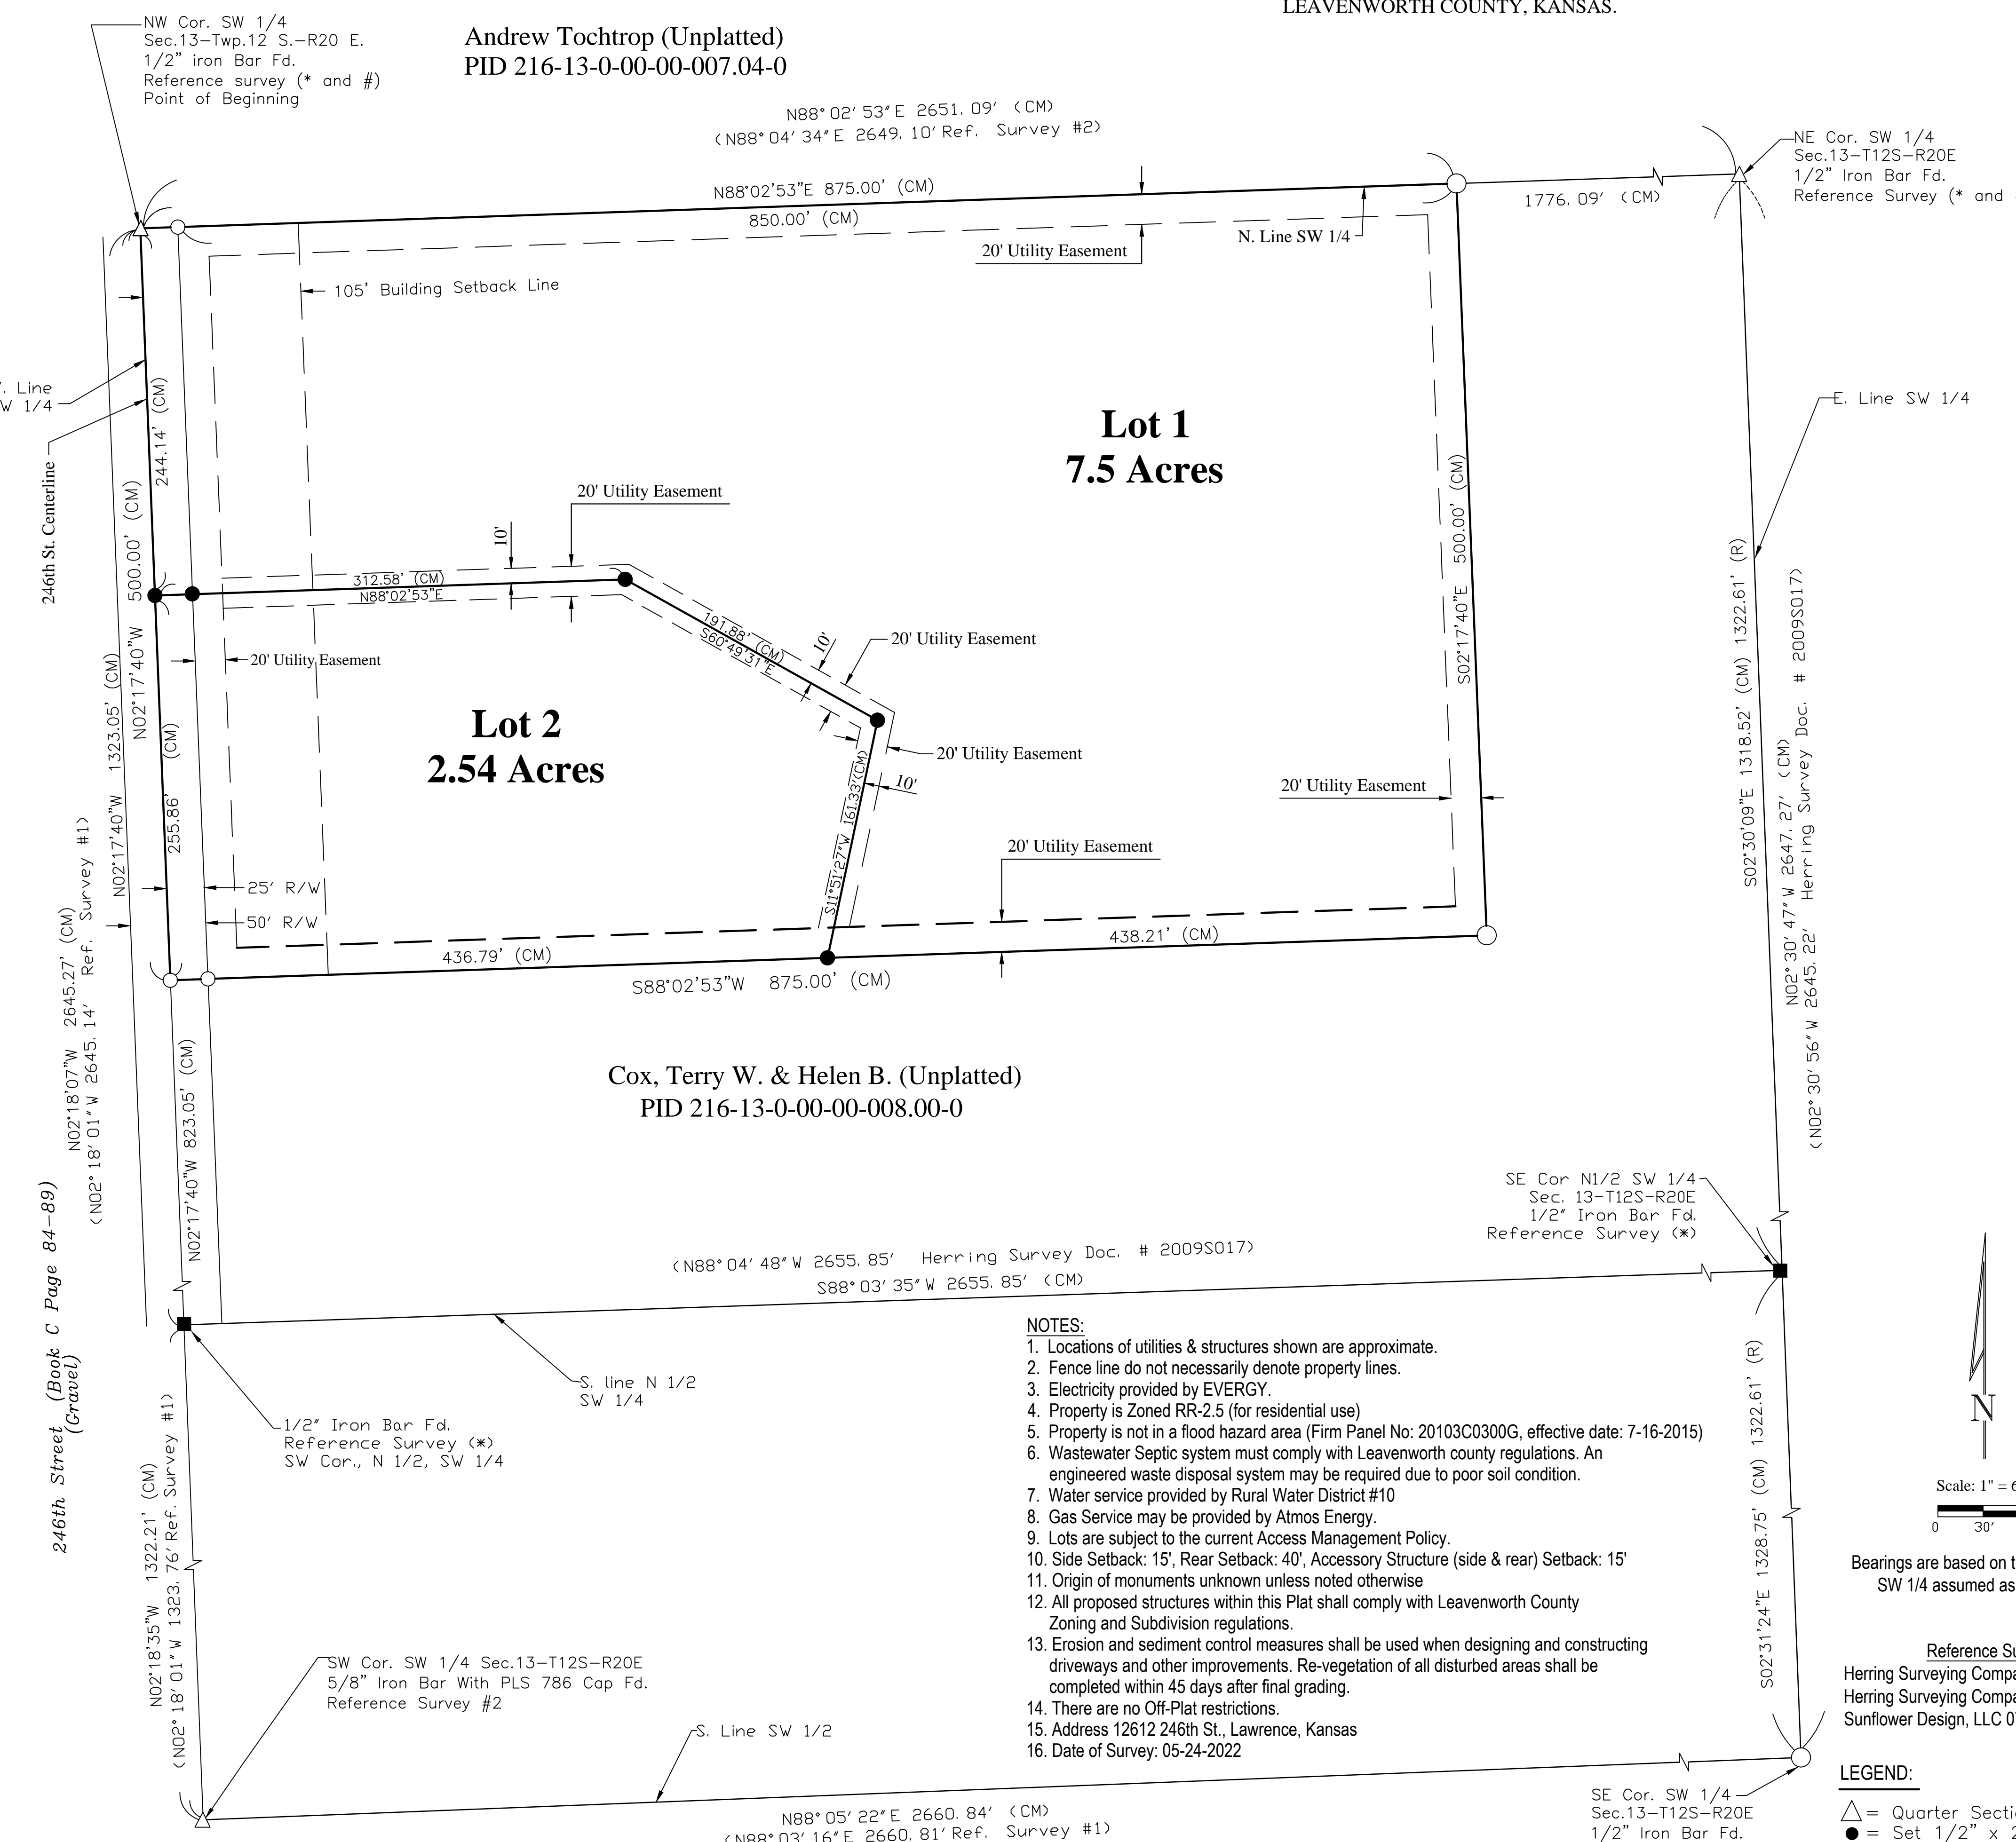 LEAVENWORTH COUNTY, KANSAS.
NW Cor. SW 1/4
Sec.13-Twp.12 S.-R20 E.
1/2" iron Bar Fd.
Reference survey (* and #)
Point of Beginning
Andrew Tochtrop (Unplatted)
PID 216-13-0-00-00-007.04-0
N88°02'53"E 2651.09' (CM)
(N88°04'34"E 2649.10' Ref. Survey #2)
NE Cor. SW 1/4
Sec.13-T12S-R20E
1/2" Iron Bar Fd.
Reference Survey (* and
N88°02'53"E 875.00' (CM)
850.00' (CM)
1776.09' (CM)
20' Utility Easement
N. Line SW 1/4
105' Building Setback Line
. Line
W 1/4
E. Line SW 1/4
246th St. Centerline
244.14' (CM)
N02°17'40"W 500.00' (CM)
Lot 1
7.5 Acres
20' Utility Easement
10'
312.58' (CM)
N88°02'53"E
S02°17'40"E 500.00' (CM)
191.88' (CM)
S60°49'31"E
10'
20' Utility Easement
20' Utility Easement
Lot 2
2.54 Acres
20' Utility Easement
10'
S11°51'27"W 161.33'(CM)
20' Utility Easement
20' Utility Easement
255.86' (CM)
N02°17'40"W 1323.05' (CM)
25' R/W
50' R/W
436.79' (CM)
438.21' (CM)
S88°02'53"W 875.00' (CM)
N02°18'07"W 2645.27' (CM)
(N02°18'01"W 2645.14' Ref. Survey #1)
N02°17'40"W 823.05' (CM)
S02°30'09"E 1318.52' (CM) 1322.61' (R)
N02°30'47"W 2647.27' (CM)
(N02°30'56"W 2645.22' Herring Survey Doc. # 2009S017)
Cox, Terry W. & Helen B. (Unplatted)
PID 216-13-0-00-00-008.00-0
SE Cor N1/2 SW 1/4
Sec. 13-T12S-R20E
1/2" Iron Bar Fd.
Reference Survey (*)
(N88°04'48"W 2655.85' Herring Survey Doc. # 2009S017)
S88°03'35"W 2655.85' (CM)
246th Street (Book C Page 84-89)
(Gravel)
S. line N 1/2
SW 1/4
1/2" Iron Bar Fd.
Reference Survey (*)
SW Cor., N 1/2, SW 1/4
N02°18'35"W 1322.21' (CM)
(N02°18'01"W 1323.76' Ref. Survey #1)
NOTES:
1. Locations of utilities & structures shown are approximate.
2. Fence line do not necessarily denote property lines.
3. Electricity provided by EVERGY.
4. Property is Zoned RR-2.5 (for residential use)
5. Property is not in a flood hazard area (Firm Panel No: 20103C0300G, effective date: 7-16-2015)
6. Wastewater Septic system must comply with Leavenworth county regulations. An
engineered waste disposal system may be required due to poor soil condition.
7. Water service provided by Rural Water District #10
8. Gas Service may be provided by Atmos Energy.
9. Lots are subject to the current Access Management Policy.
10. Side Setback: 15', Rear Setback: 40', Accessory Structure (side & rear) Setback: 15'
11. Origin of monuments unknown unless noted otherwise
12. All proposed structures within this Plat shall comply with Leavenworth County
Zoning and Subdivision regulations.
13. Erosion and sediment control measures shall be used when designing and constructing
driveways and other improvements. Re-vegetation of all disturbed areas shall be
completed within 45 days after final grading.
14. There are no Off-Plat restrictions.
15. Address 12612 246th St., Lawrence, Kansas
16. Date of Survey: 05-24-2022
S02°31'24"E 1328.75' (CM) 1322.61' (R)
N
Scale: 1" = 6
0 30'
Bearings are based on t
SW 1/4 assumed as
Reference Su
Herring Surveying Compa
Herring Surveying Compa
Sunflower Design, LLC 0
SW Cor. SW 1/4 Sec.13-T12S-R20E
5/8" Iron Bar With PLS 786 Cap Fd.
Reference Survey #2
S. Line SW 1/2
N88°05'22"E 2660.84' (CM)
(N88°03'16"E 2660.81' Ref. Survey #1)
SE Cor. SW 1/4
Sec.13-T12S-R20E
1/2" Iron Bar Fd.
LEGEND:
= Quarter Secti
= Set 1/2" x 2